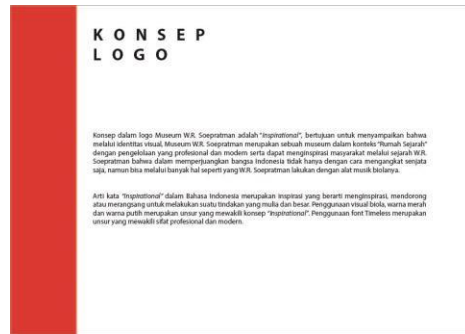 KONSEP
LOGO
Konsep dalam logo Museum W.R. Soepratman adalah "Inspirational", bertujuan untuk menyampaikan bahwa
melalui identitas visual, Museum W.R. Soepratman merupakan sebuah museum dalam konteks "Rumah Sejarah"
dengan pengelolaan yang profesional dan modern serta dapat menginspirasi masyarakat melalui sejarah W.R.
Soepratman bahwa dalam memperjuangkan bangsa Indonesia tidak hanya dengan cara mengangkat senjata
saja, namun bisa melalui banyak hal seperti yang W.R. Soepratman lakukan dengan alat musik biolanya.
Arti kata "Inspirational" dalam Bahasa Indonesia merupakan inspirasi yang berarti menginspirasi, mendorong
atau merangsang untuk melakukan suatu tindakan yang mulia dan besar. Penggunaan visual biola, warna merah
dan warna putih merupakan unsur yang mewakili konsep "Inspirational". Penggunaan font Timeless merupakan
unsur yang mewakili sifat profesional dan modern.